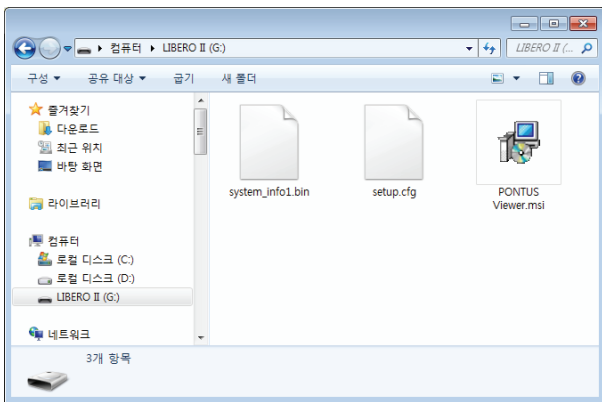 컴퓨터 ▸ LIBERO II (G:)
LIBERO II (...
구성 공유 대상 굽기 새 폴더
즐겨찾기
다운로드
최근 위치
바탕 화면
라이브러리
컴퓨터
로컬 디스크 (C:)
로컬 디스크 (D:)
LIBERO II (G:)
네트워크
system_info1.bin
setup.cfg
PONTUS
Viewer.msi
3개 항목